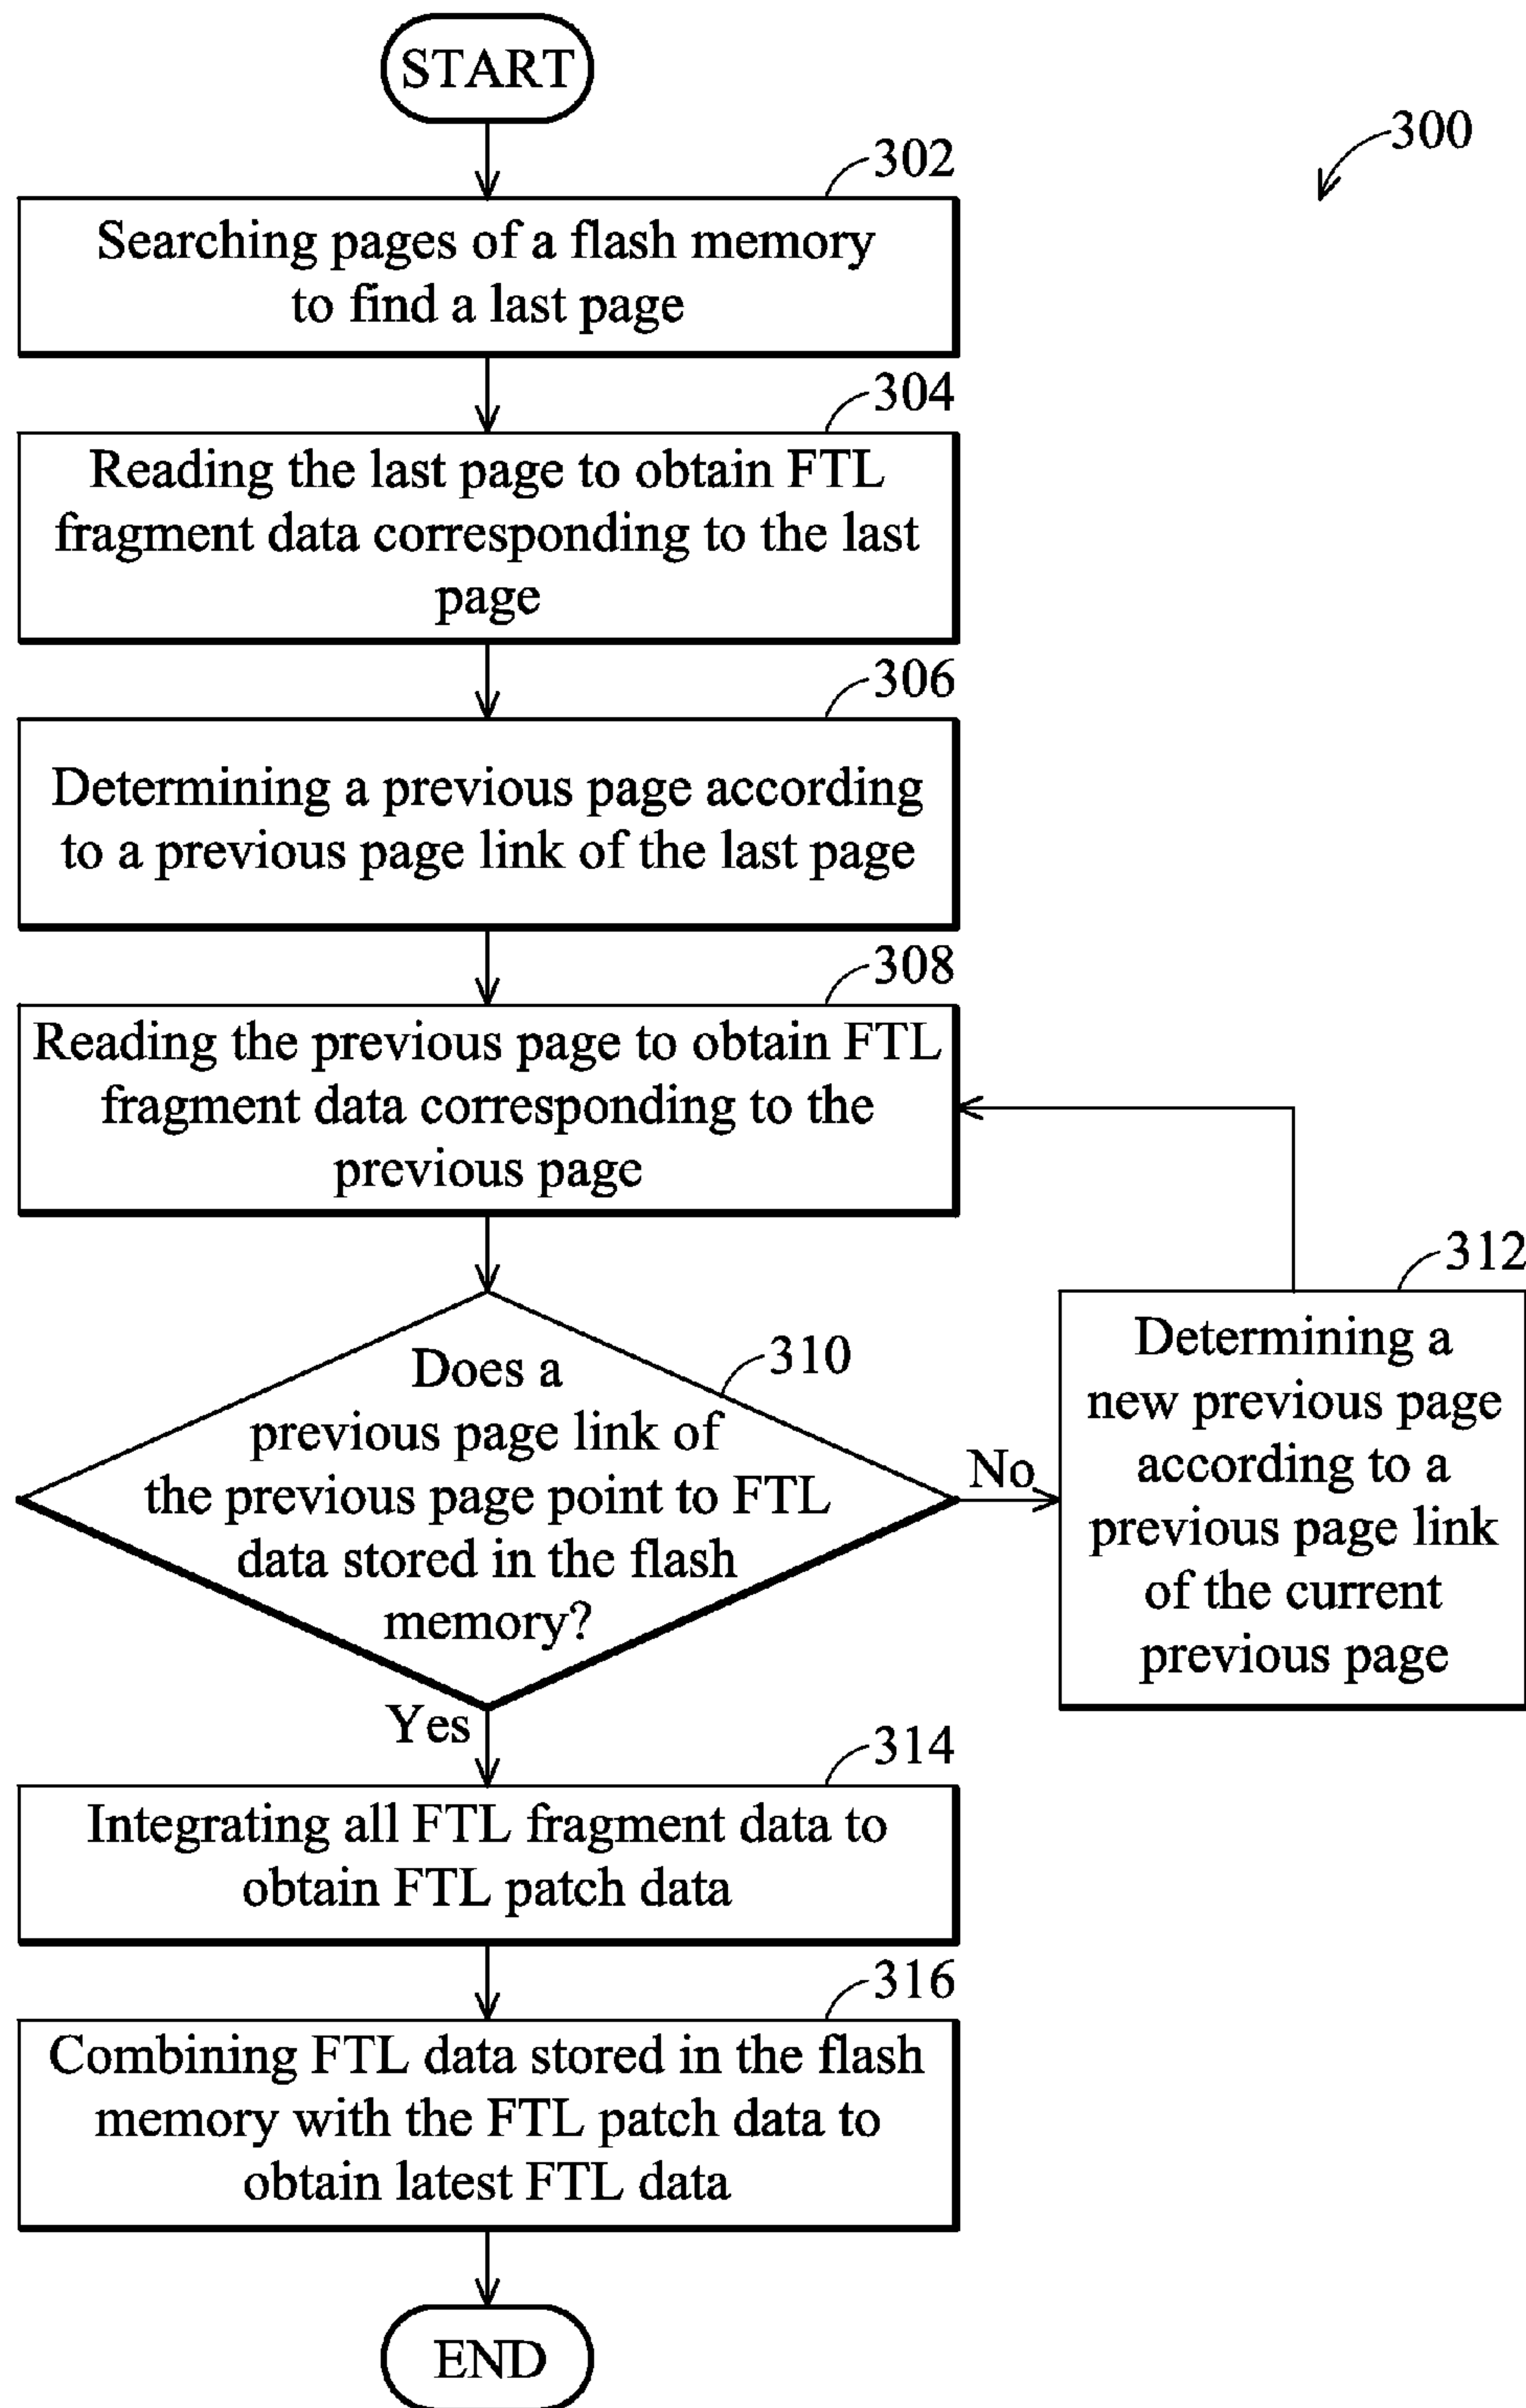 START
300
302
Searching pages of a flash memory
to find a last page
304
Reading the last page to obtain FTL
fragment data corresponding to the last
page
306
Determining a previous page according
to a previous page link of the last page
308
Reading the previous page to obtain FTL
fragment data corresponding to the
previous page
310
Does a
previous page link of
the previous page point to FTL
data stored in the flash
memory?
No
312
Determining a
new previous page
according to a
previous page link
of the current
previous page
Yes
314
Integrating all FTL fragment data to
obtain FTL patch data
316
Combining FTL data stored in the flash
memory with the FTL patch data to
obtain latest FTL data
END